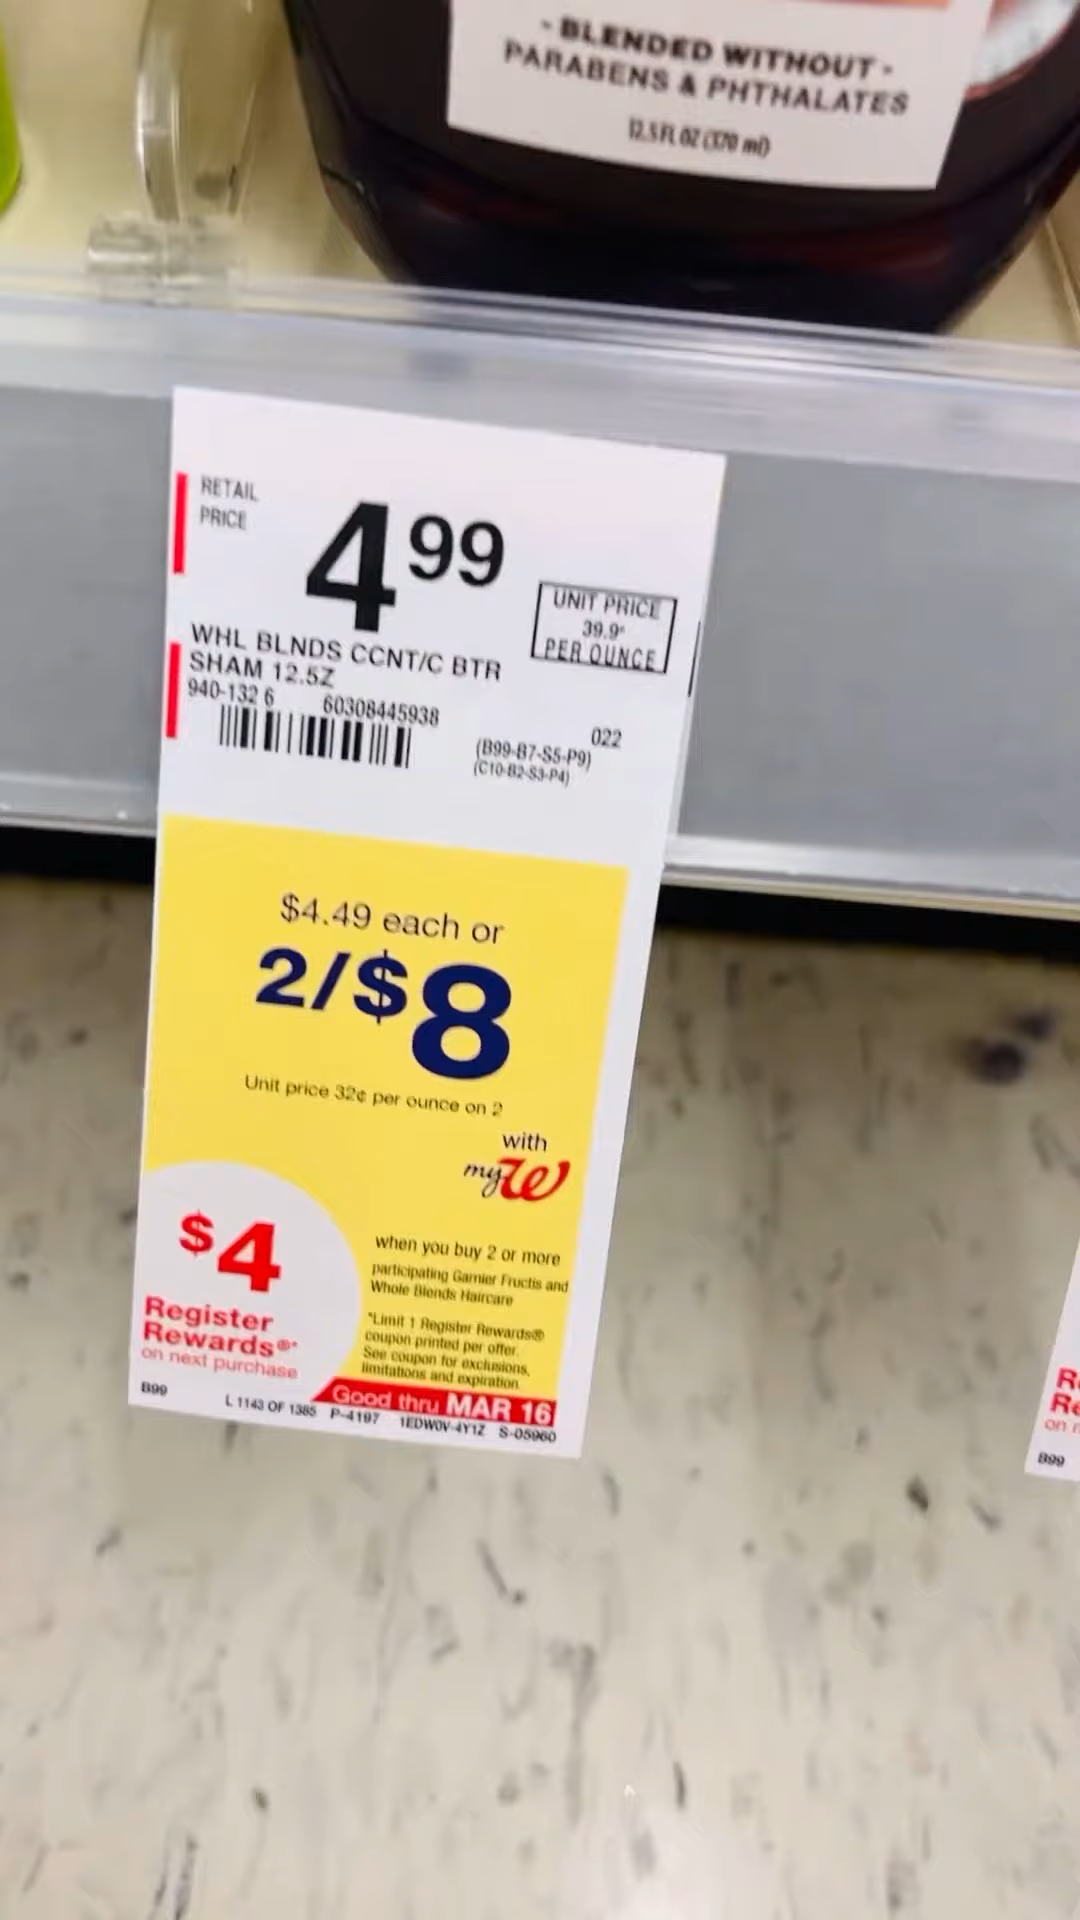 - BLENDED WITHOUT -
PARABENS & PHTHALATES
12.5 FL OZ (370 ml)
RETAIL
PRICE
4 99
UNIT PRICE
39.9¢
PER OUNCE
WHL BLNDS CCNT/C BTR
SHAM 12.5Z
940-132 6 60308445938
022
(B99-B7-S5-P9)
(C10-B2-S3-P4)
$4.49 each or
2/$8
Unit price 32¢ per ounce on 2
with
myW
$4
Register
Rewards®*
on next purchase
when you buy 2 or more
participating Garnier Fructis and
Whole Blends Haircare
*Limit 1 Register Rewards®
coupon printed per offer.
See coupon for exclusions,
limitations and expiration.
Good thru MAR 16
B99 L 1143 OF 1385 P-4197 1EDW0V-4Y1Z S-05960
on
B99